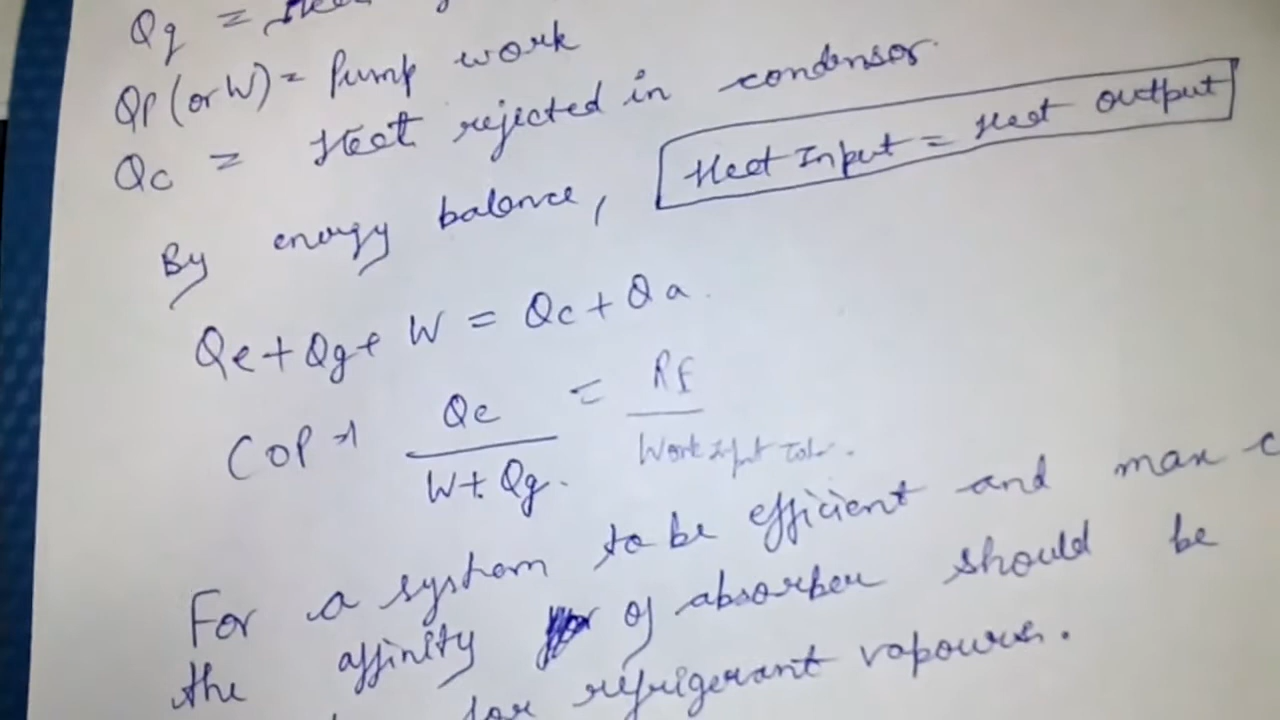 Qg =
QP (or W) = Pump work
Qc = Heat rejected in condensor.
By energy balance, Heat Input = Heat output
Qe + Qg + W = Qc + Qa.
COP → Qe / W + Qg. = Rf / Work Input
For a system to be efficient and max
the affinity of absorber should be
for refrigerant vapours.